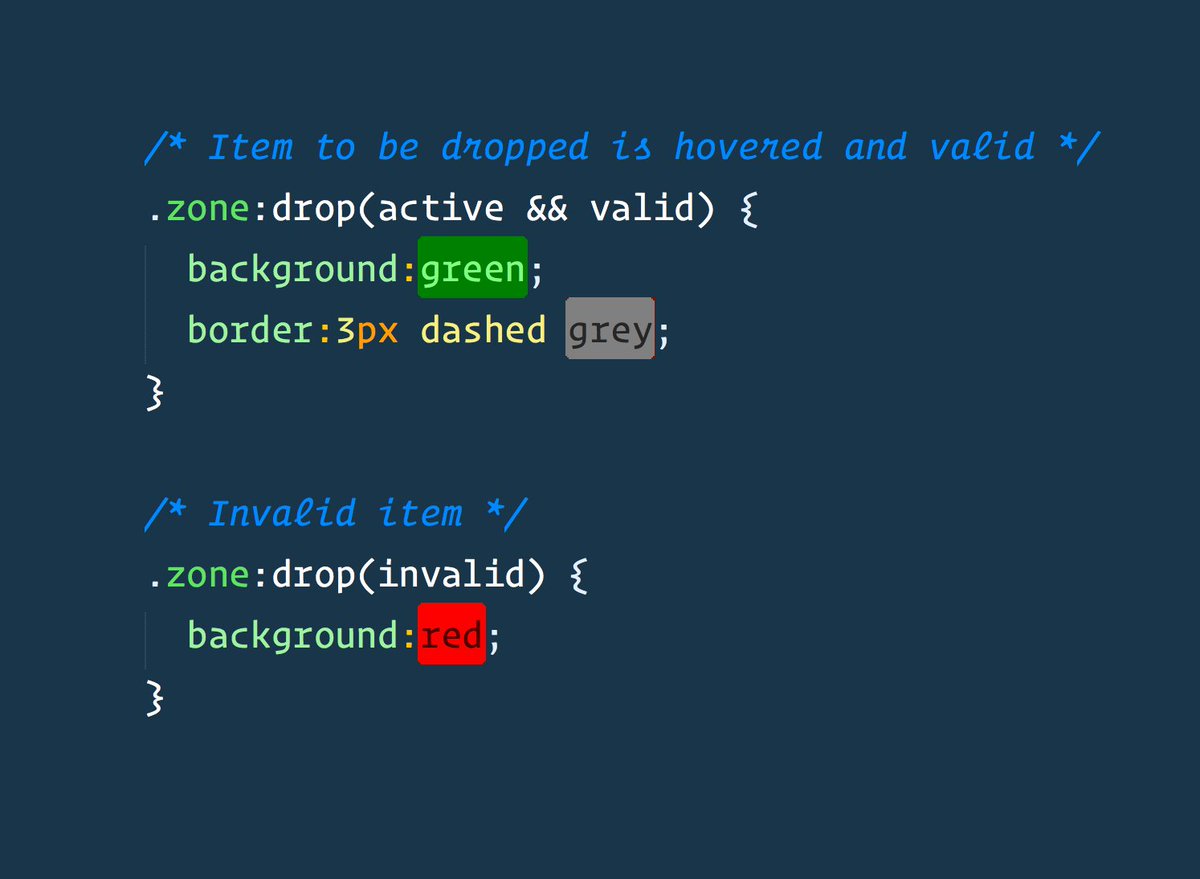 /* Item to be dropped is hovered and valid */
.zone:drop(active && valid) {
background:green;
border:3px dashed grey;
}
/* Invalid item */
.zone:drop(invalid) {
background:red;
}